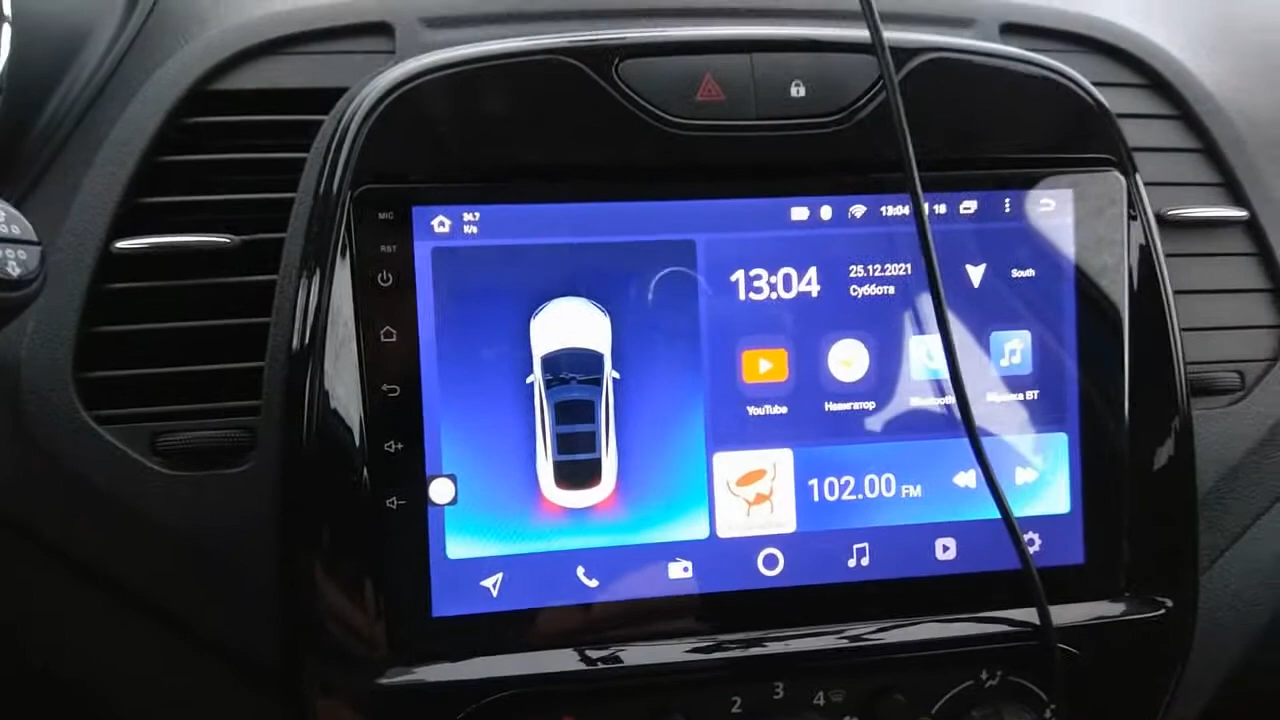 MIC
34.7
K/s
13:04
18
RST
13:04
25.12.2021
Суббота
South
YouTube
Навигатор
Bluetooth
Музыка BT
102.00 FM
2
3
4